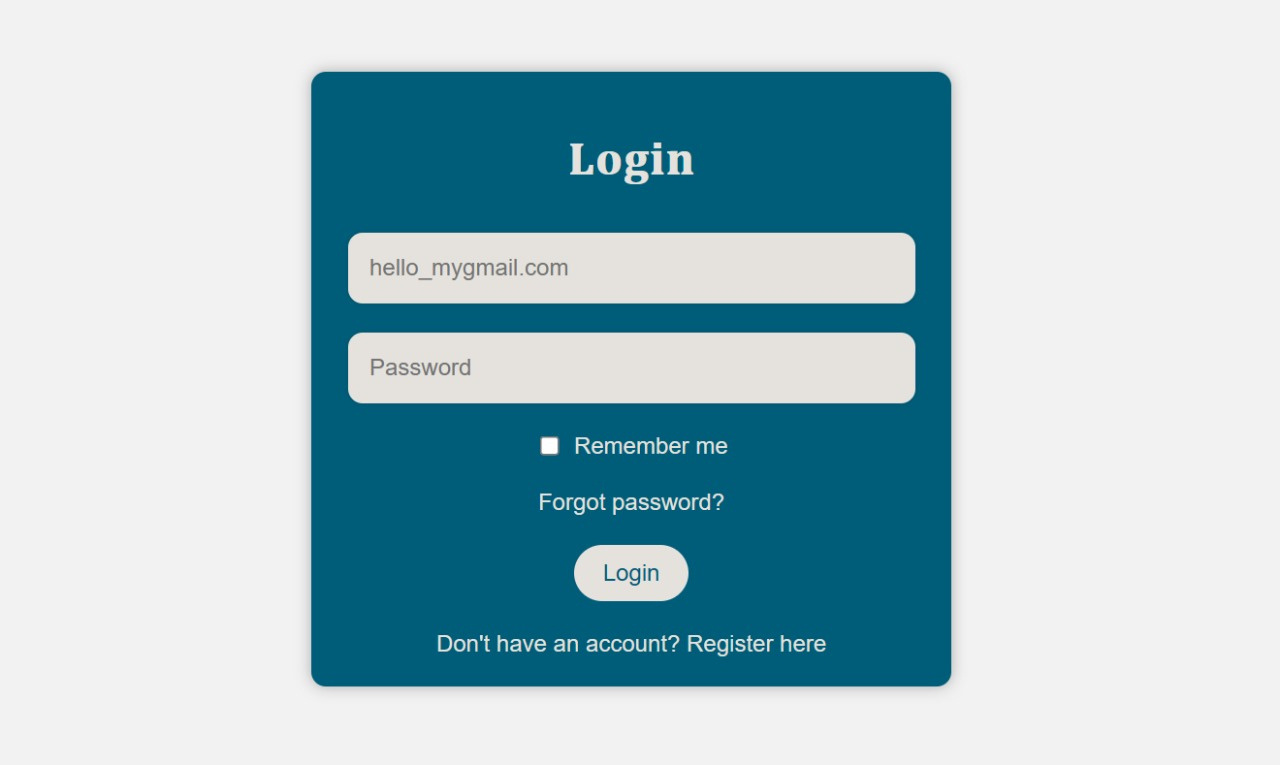 Login
hello_mygmail.com
Password
Remember me
Forgot password?
Login
Don't have an account? Register here